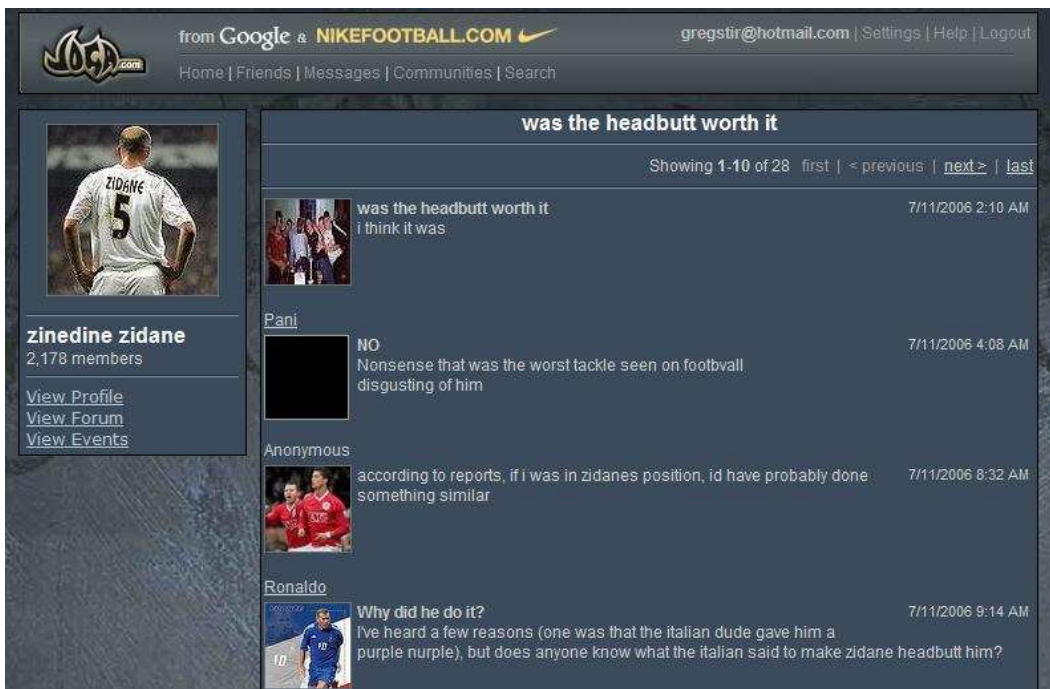 JOGA.com from Google & NIKEFOOTBALL.COM gregstir@hotmail.com | Settings | Help | Logout
Home | Friends | Messages | Communities | Search
was the headbutt worth it
Showing 1-10 of 28 first | < previous | next > | last
ZIDANE
5
zinedine zidane
2,178 members
View Profile
View Forum
View Events
was the headbutt worth it 7/11/2006 2:10 AM
i think it was
Pani
NO 7/11/2006 4:08 AM
Nonsense that was the worst tackle seen on footbvall
disgusting of him
Anonymous
according to reports, if i was in zidanes position, id have probably done 7/11/2006 8:32 AM
something similar
Ronaldo
Why did he do it? 7/11/2006 9:14 AM
I've heard a few reasons (one was that the italian dude gave him a
purple nurple), but does anyone know what the italian said to make zidane headbutt him?
10
10